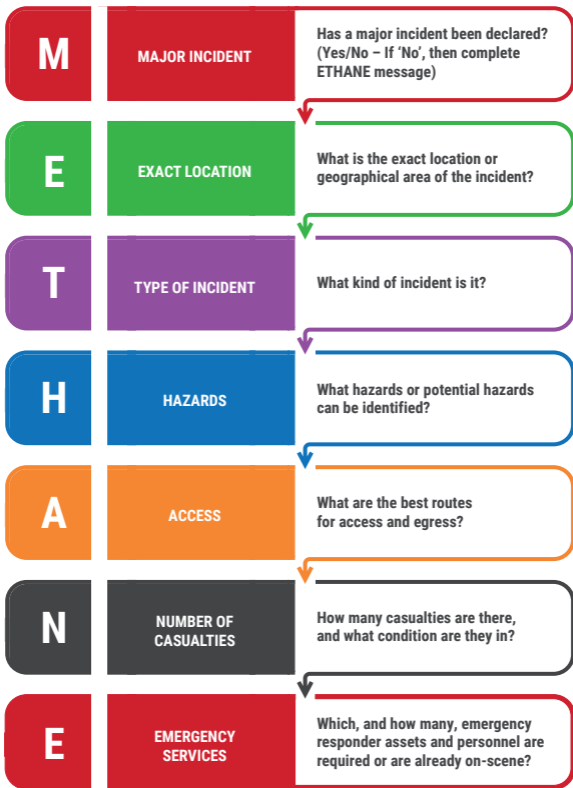 M
MAJOR INCIDENT
Has a major incident been declared?
(Yes/No – If ‘No’, then complete
ETHANE message)
E
EXACT LOCATION
What is the exact location or
geographical area of the incident?
T
TYPE OF INCIDENT
What kind of incident is it?
H
HAZARDS
What hazards or potential hazards
can be identified?
A
ACCESS
What are the best routes
for access and egress?
N
NUMBER OF
CASUALTIES
How many casualties are there,
and what condition are they in?
E
EMERGENCY
SERVICES
Which, and how many, emergency
responder assets and personnel are
required or are already on-scene?